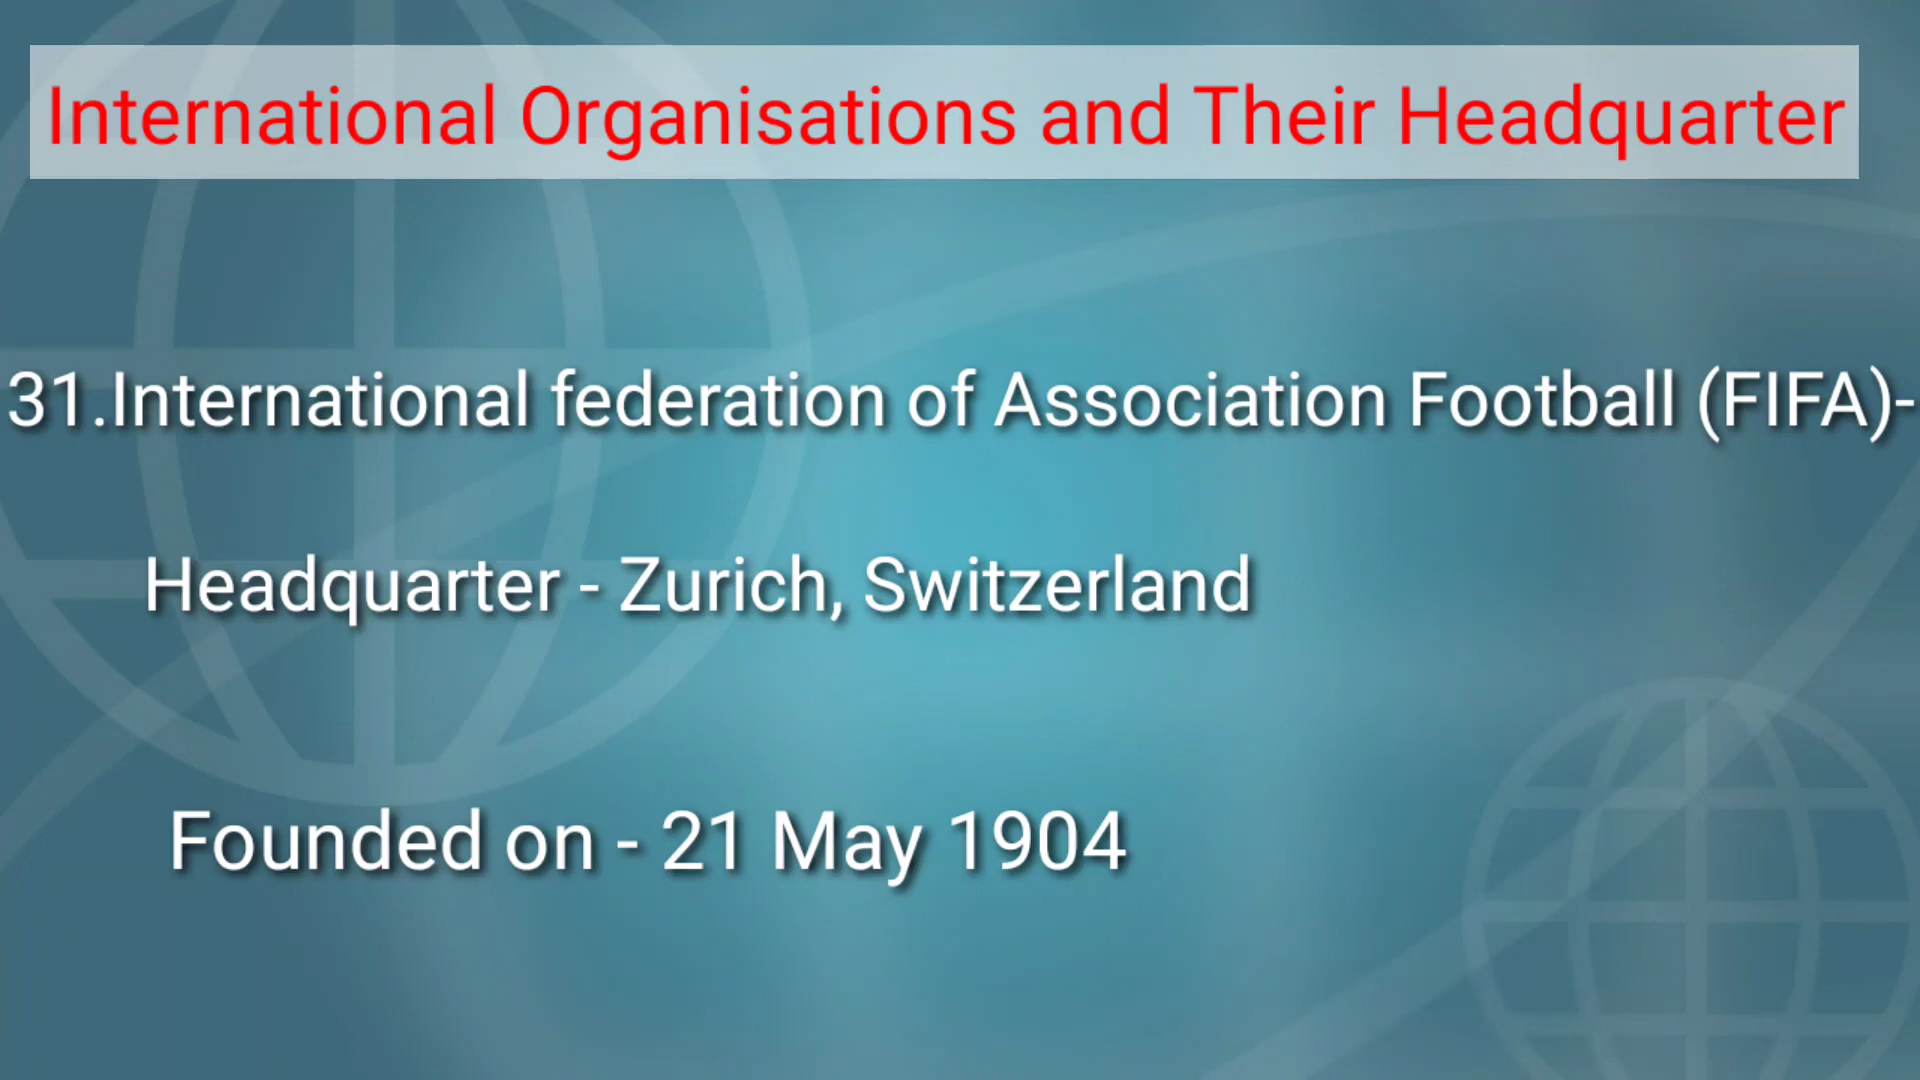 International Organisations and Their Headquarter
31.International federation of Association Football (FIFA)-
Headquarter - Zurich, Switzerland
Founded on - 21 May 1904